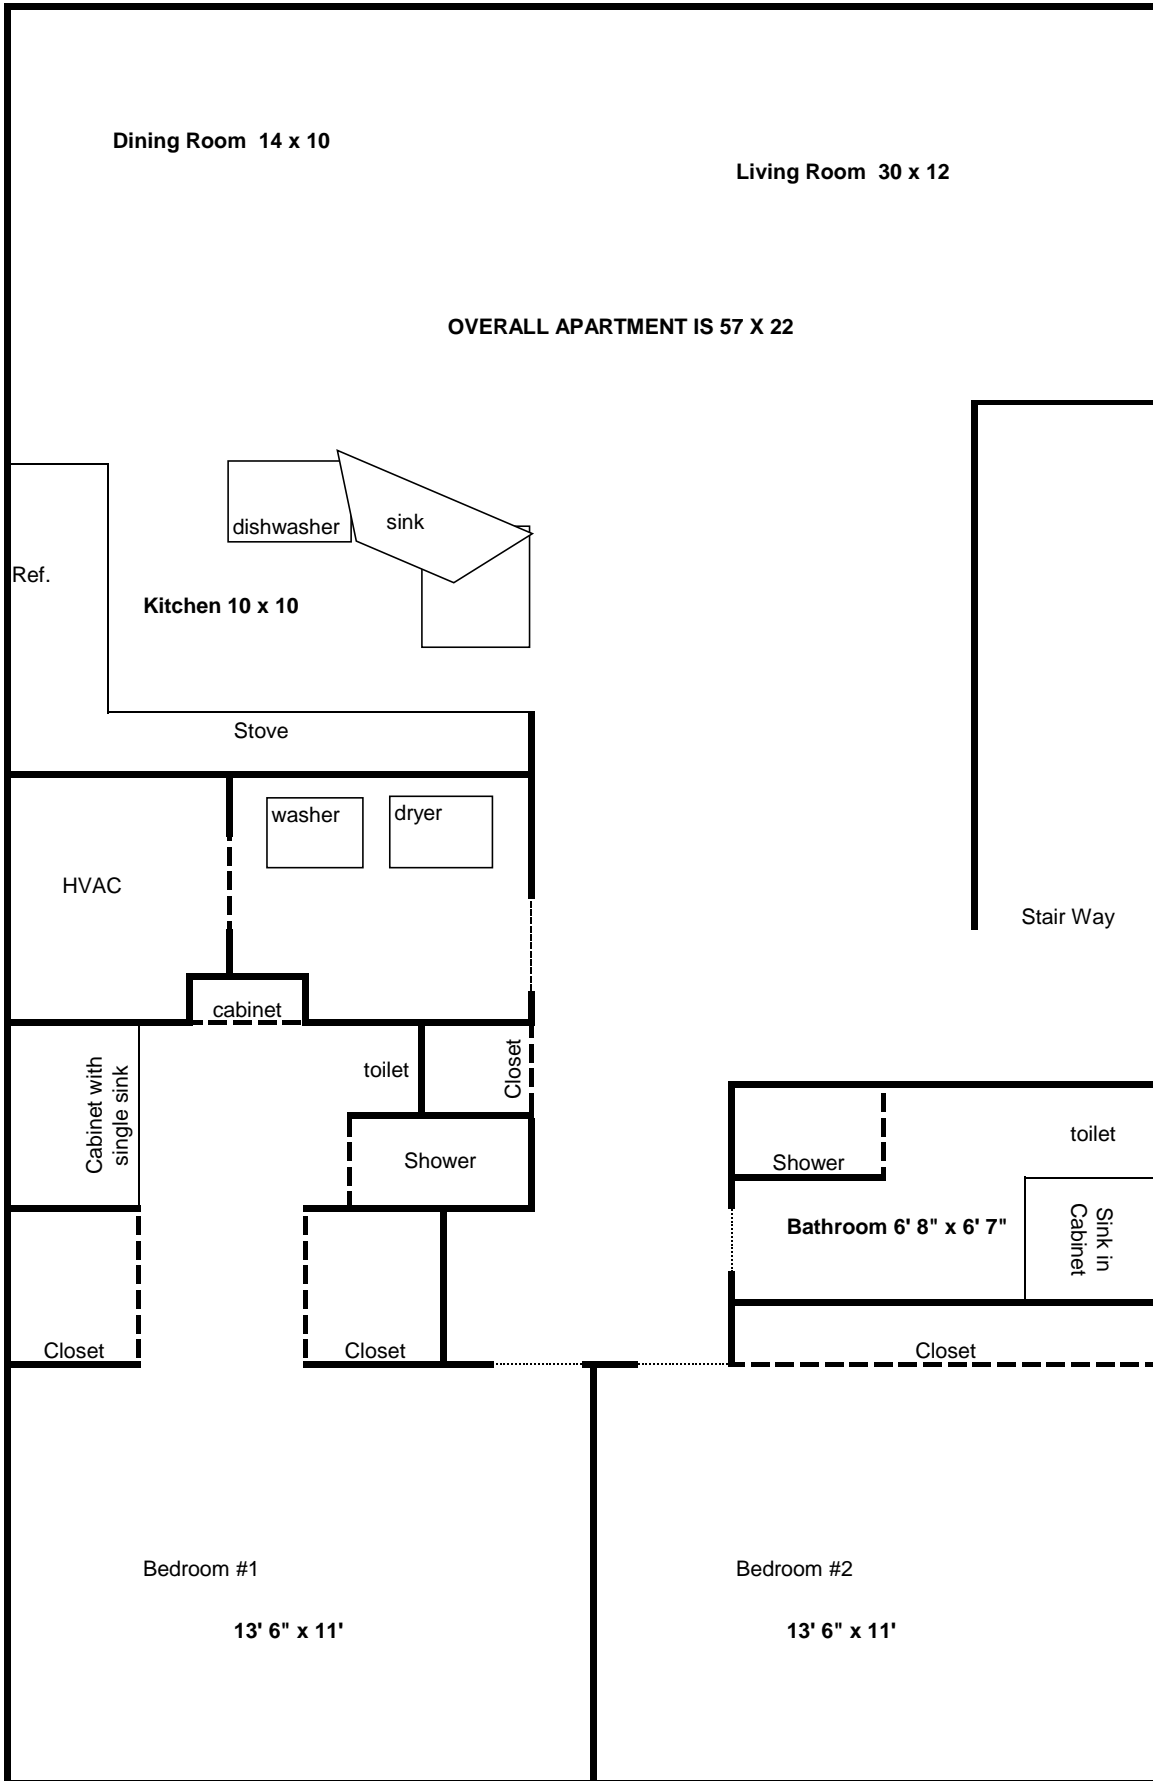 Dining Room  14 x 10
Living Room  30 x 12
OVERALL APARTMENT IS 57 X 22
dishwasher
sink
Ref.
Kitchen 10 x 10
Stove
washer
dryer
HVAC
Stair Way
cabinet
Cabinet with
single sink
toilet
Closet
Shower
toilet
Shower
Bathroom 6' 8" x 6' 7"
Sink in
Cabinet
Closet
Closet
Closet
Bedroom #1
Bedroom #2
13' 6" x 11'
13' 6" x 11'